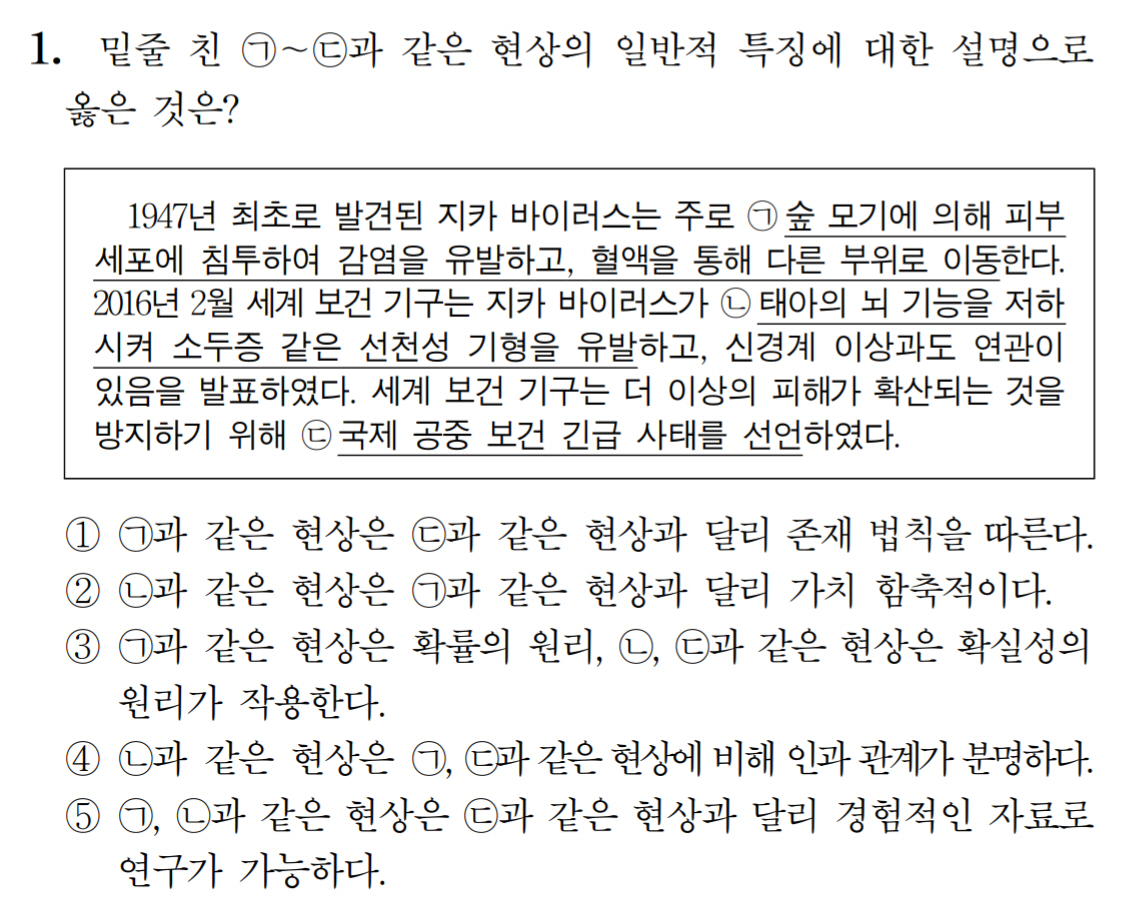 1. 밑줄 친 ㉠~㉢과 같은 현상의 일반적 특징에 대한 설명으로
옳은 것은?
1947년 최초로 발견된 지카 바이러스는 주로 ㉠숲 모기에 의해 피부
세포에 침투하여 감염을 유발하고, 혈액을 통해 다른 부위로 이동한다.
2016년 2월 세계 보건 기구는 지카 바이러스가 ㉡태아의 뇌 기능을 저하
시켜 소두증 같은 선천성 기형을 유발하고, 신경계 이상과도 연관이
있음을 발표하였다. 세계 보건 기구는 더 이상의 피해가 확산되는 것을
방지하기 위해 ㉢국제 공중 보건 긴급 사태를 선언하였다.
① ㉠과 같은 현상은 ㉢과 같은 현상과 달리 존재 법칙을 따른다.
② ㉡과 같은 현상은 ㉠과 같은 현상과 달리 가치 함축적이다.
③ ㉠과 같은 현상은 확률의 원리, ㉡, ㉢과 같은 현상은 확실성의
원리가 작용한다.
④ ㉡과 같은 현상은 ㉠, ㉢과 같은 현상에 비해 인과 관계가 분명하다.
⑤ ㉠, ㉡과 같은 현상은 ㉢과 같은 현상과 달리 경험적인 자료로
연구가 가능하다.